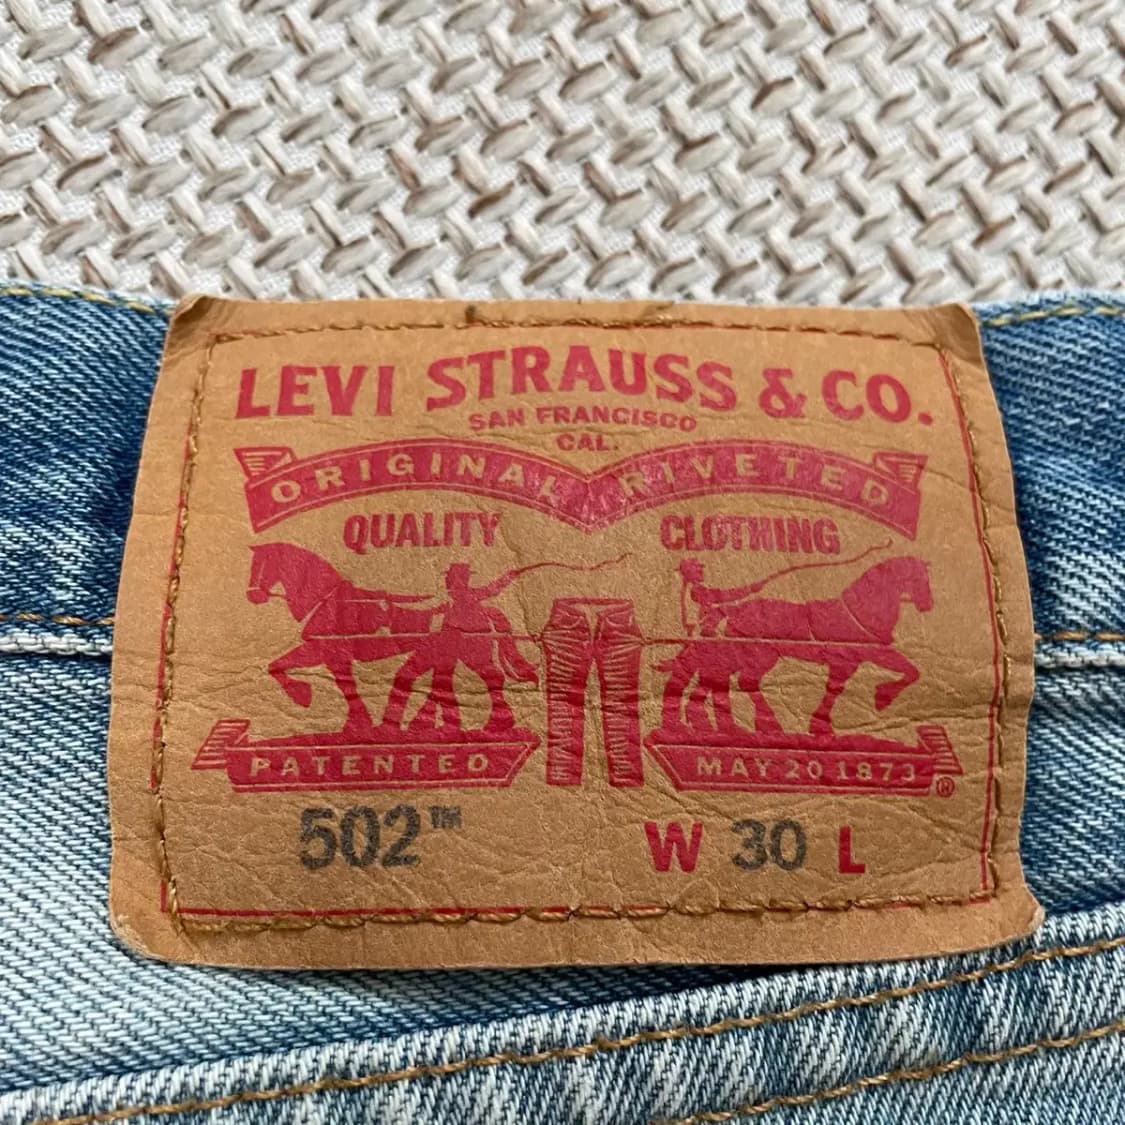 LEVI STRAUSS & CO.
SAN FRANCISCO
CAL.
ORIGINAL RIVETED
QUALITY CLOTHING
PATENTED MAY 20 1873 ®
502™ W 30 L